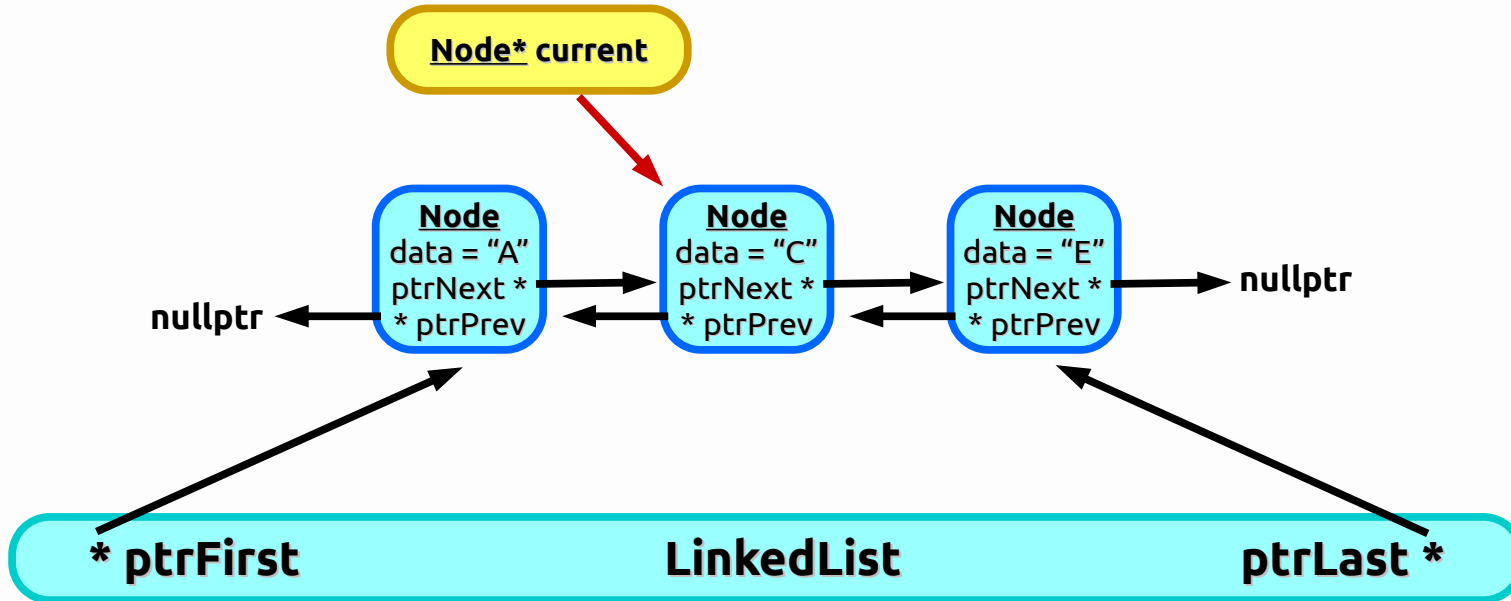 Node* current
Node
data = “A”
ptrNext *
* ptrPrev
Node
data = “C”
ptrNext *
* ptrPrev
Node
data = “E”
ptrNext *
* ptrPrev
nullptr
nullptr
* ptrFirst
LinkedList
ptrLast *